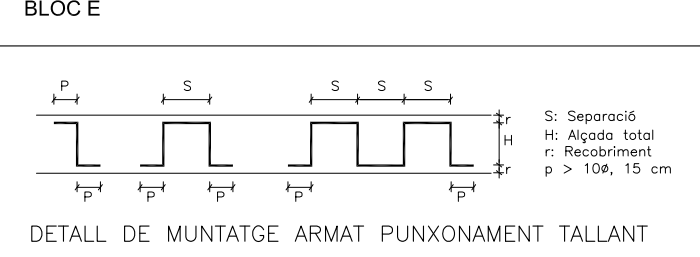 BLOC E
P S S S S
r
H
r
P P P P P
S: Separació
H: Alçada total
r: Recobriment
p > 10ø, 15 cm
DETALL DE MUNTATGE ARMAT PUNXONAMENT TALLANT